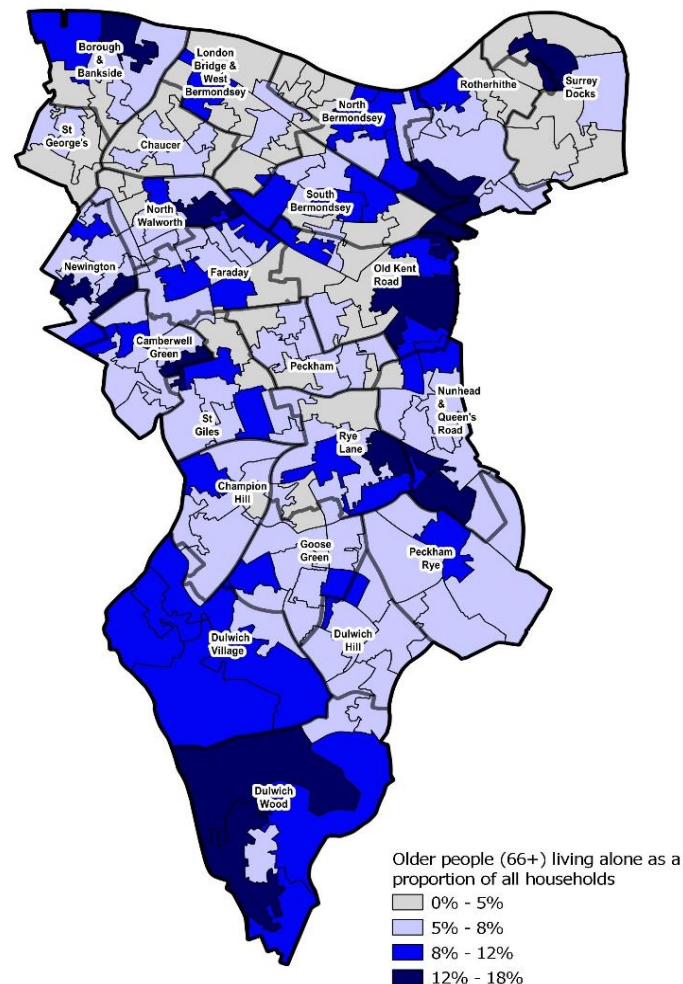 Borough
&
Bankside
London
Bridge &
West
Bermondsey
North
Bermondsey
Rotherhithe
Surrey
Docks
St
George's
Chaucer
South
Bermondsey
North
Walworth
Newington
Faraday
Old Kent
Road
Camberwell
Green
Peckham
Nunhead
&
Queen's
Road
St
Giles
Rye
Lane
Champion
Hill
Goose
Green
Peckham
Rye
Dulwich
Village
Dulwich
Hill
Dulwich
Wood
Older people (66+) living alone as a
proportion of all households
0% - 5%
5% - 8%
8% - 12%
12% - 18%